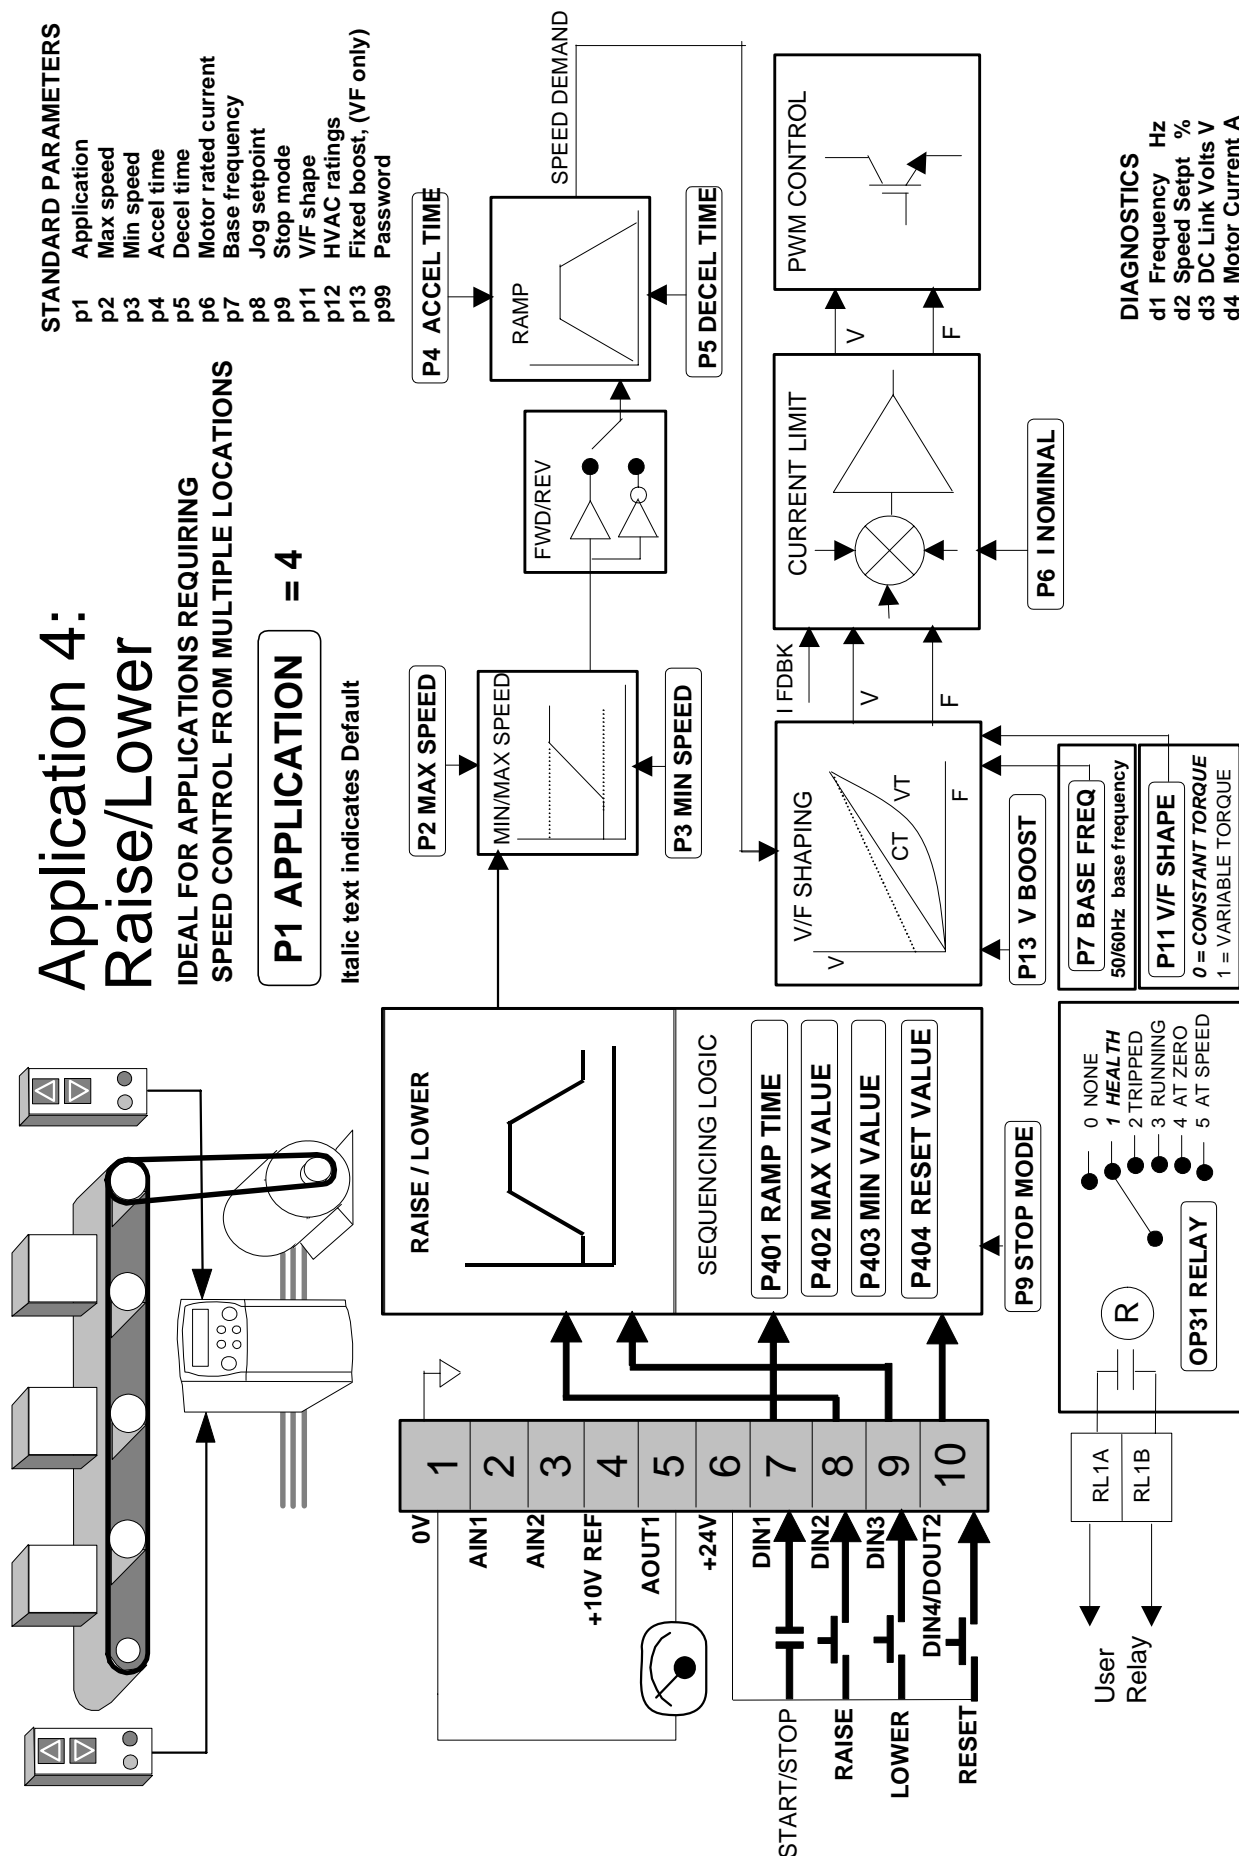 Application 4:
Raise/Lower
IDEAL FOR APPLICATIONS REQUIRING
SPEED CONTROL FROM MULTIPLE LOCATIONS
P1 APPLICATION = 4
Italic text indicates Default
STANDARD PARAMETERS
p1 Application
p2 Max speed
p3 Min speed
p4 Accel time
p5 Decel time
p6 Motor rated current
p7 Base frequency
p8 Jog setpoint
p9 Stop mode
p11 V/F shape
p12 HVAC ratings
p13 Fixed boost, (VF only)
p99 Password
0V
AIN1
AIN2
+10V REF
AOUT1
+24V
DIN1
DIN2
DIN3
DIN4/DOUT2
1
2
3
4
5
6
7
8
9
10
START/STOP
RAISE
LOWER
RESET
RAISE / LOWER
SEQUENCING LOGIC
P401 RAMP TIME
P402 MAX VALUE
P403 MIN VALUE
P404 RESET VALUE
P9 STOP MODE
P2 MAX SPEED
MIN/MAX SPEED
P3 MIN SPEED
FWD/REV
P4 ACCEL TIME
RAMP
P5 DECEL TIME
SPEED DEMAND
V/F SHAPING
V
CT
VT
F
P13 V BOOST
P7 BASE FREQ
50/60Hz base frequency
P11 V/F SHAPE
0 = CONSTANT TORQUE
1 = VARIABLE TORQUE
I FDBK
V
F
CURRENT LIMIT
P6 I NOMINAL
V
F
PWM CONTROL
User
Relay
RL1A
RL1B
R
OP31 RELAY
0 NONE
1 HEALTH
2 TRIPPED
3 RUNNING
4 AT ZERO
5 AT SPEED
DIAGNOSTICS
d1 Frequency Hz
d2 Speed Setpt %
d3 DC Link Volts V
d4 Motor Current A